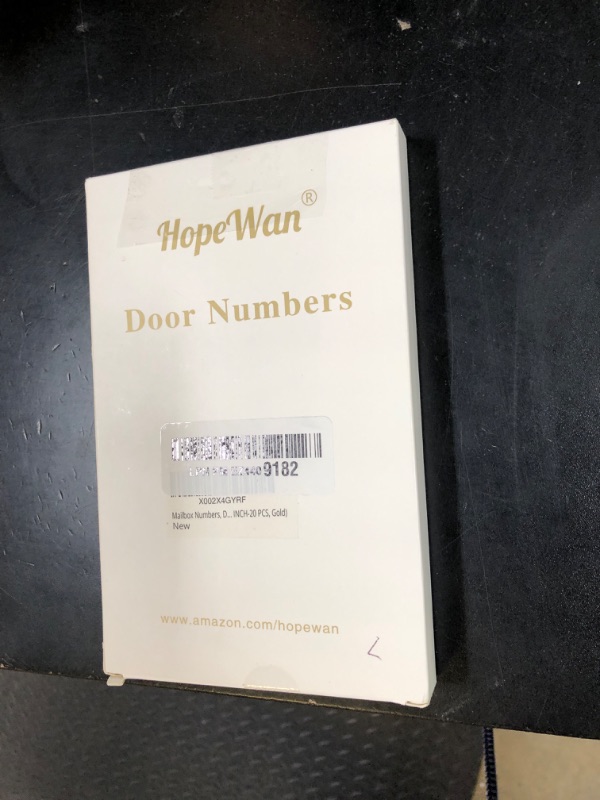 HopeWan®
Door Numbers
9182
X002X4GYRF
Mailbox Numbers, D... INCH-20 PCS, Gold)
New
www.amazon.com/hopewan